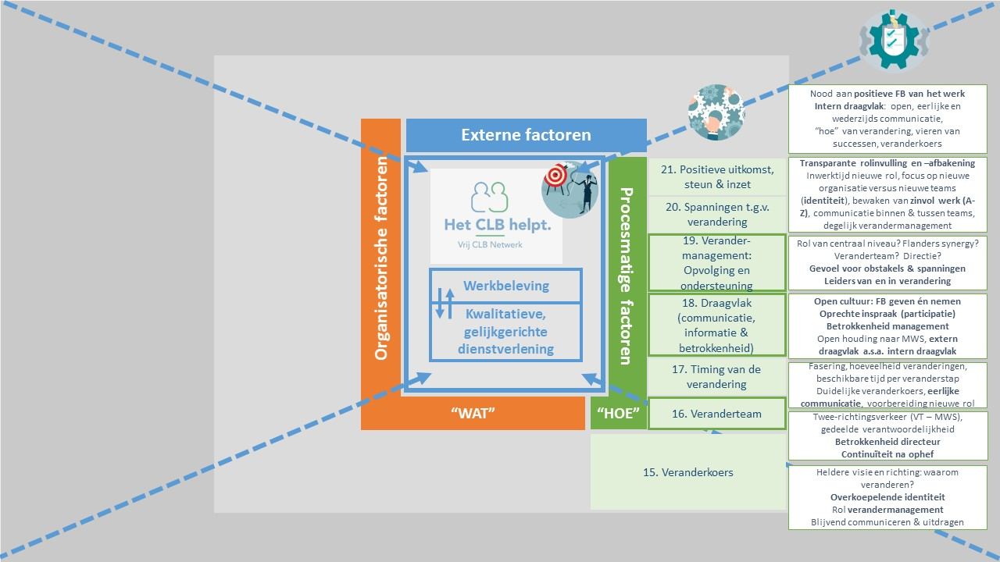 Externe factoren
Organisatorische factoren
Het CLB helpt.
Vrij CLB Netwerk
Werkbeleving
Kwalitatieve,
gelijkgerichte
dienstverlening
Procesmatige factoren
“WAT”
“HOE”
21. Positieve uitkomst,
steun & inzet
20. Spanningen t.g.v.
verandering
19. Verander-
management:
Opvolging en
ondersteuning
18. Draagvlak
(communicatie,
informatie &
betrokkenheid)
17. Timing van de
verandering
16. Veranderteam
15. Veranderkoers
Nood aan positieve FB van het werk
Intern draagvlak: open, eerlijke en
wederzijds communicatie,
“hoe” van verandering, vieren van
successen, veranderkoers
Transparante rolinvulling en –afbakening
Inwerktijd nieuwe rol, focus op nieuwe
organisatie versus nieuwe teams
(identiteit), bewaken van zinvol werk (A-
Z), communicatie binnen & tussen teams,
degelijk verandermanagement
Rol van centraal niveau? Flanders synergy?
Veranderteam? Directie?
Gevoel voor obstakels & spanningen
Leiders van en in verandering
Open cultuur: FB geven én nemen
Oprechte inspraak (participatie)
Betrokkenheid management
Open houding naar MWS, extern
draagvlak a.s.a. intern draagvlak
Fasering, hoeveelheid veranderingen,
beschikbare tijd per veranderstap
Duidelijke veranderkoers, eerlijke
communicatie, voorbereiding nieuwe rol
Twee-richtingsverkeer (VT – MWS),
gedeelde verantwoordelijkheid
Betrokkenheid directeur
Continuïteit na ophef
Heldere visie en richting: waarom
veranderen?
Overkoepelende identiteit
Rol verandermanagement
Blijvend communiceren & uitdragen